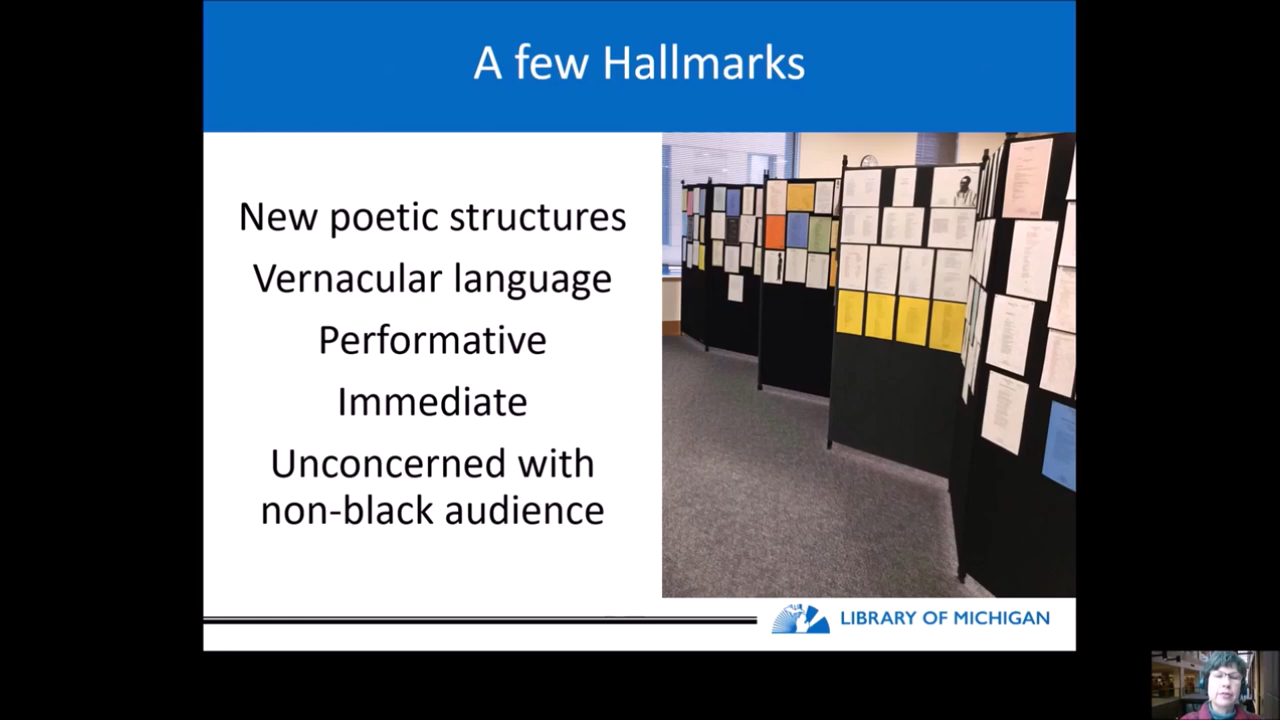 A few Hallmarks
New poetic structures
Vernacular language
Performative
Immediate
Unconcerned with
non-black audience
LIBRARY OF MICHIGAN